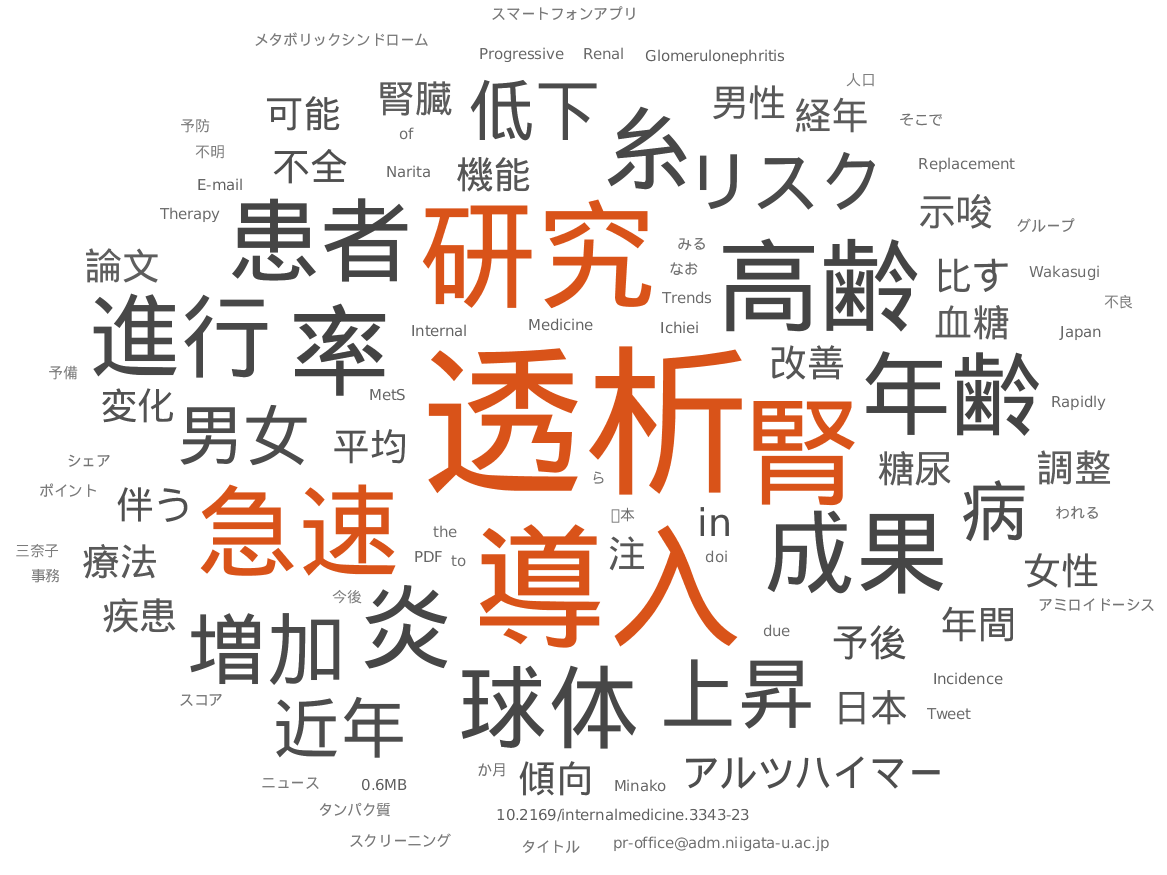 スマートフォンアプリ
メタボリックシンドローム
Progressive Renal Glomerulonephritis
人口
可能 腎臓 低下 男性 経年
そこで
予防 of 糸
不明 不全 Narita 機能 リスク Replacement
E-mail
Therapy 患者 研究 示唆 グループ
みる
論文 なお 高齢 比す Wakasugi
Trends 不良
進行 率 Internal Medicine Ichiei 血糖 Japan
予備 改善
変化 MetS 透析 腎 年齢 Rapidly
男女 平均
シェア 糖尿 調整
ポイント 伴う ら 病 われる
急速 本 in
三奈子 療法 the 導入 注 成果
事務 PDF to doi 女性
疾患 今後 アミロイドーシス
増加 炎 due 予後 年間
スコア 球体 上昇 Incidence
近年 日本 Tweet
か月 傾向 アルツハイマー
ニュース 0.6MB Minako
タンパク質 10.2169/internalmedicine.3343-23
スクリーニング タイトル pr-office@adm.niigata-u.ac.jp